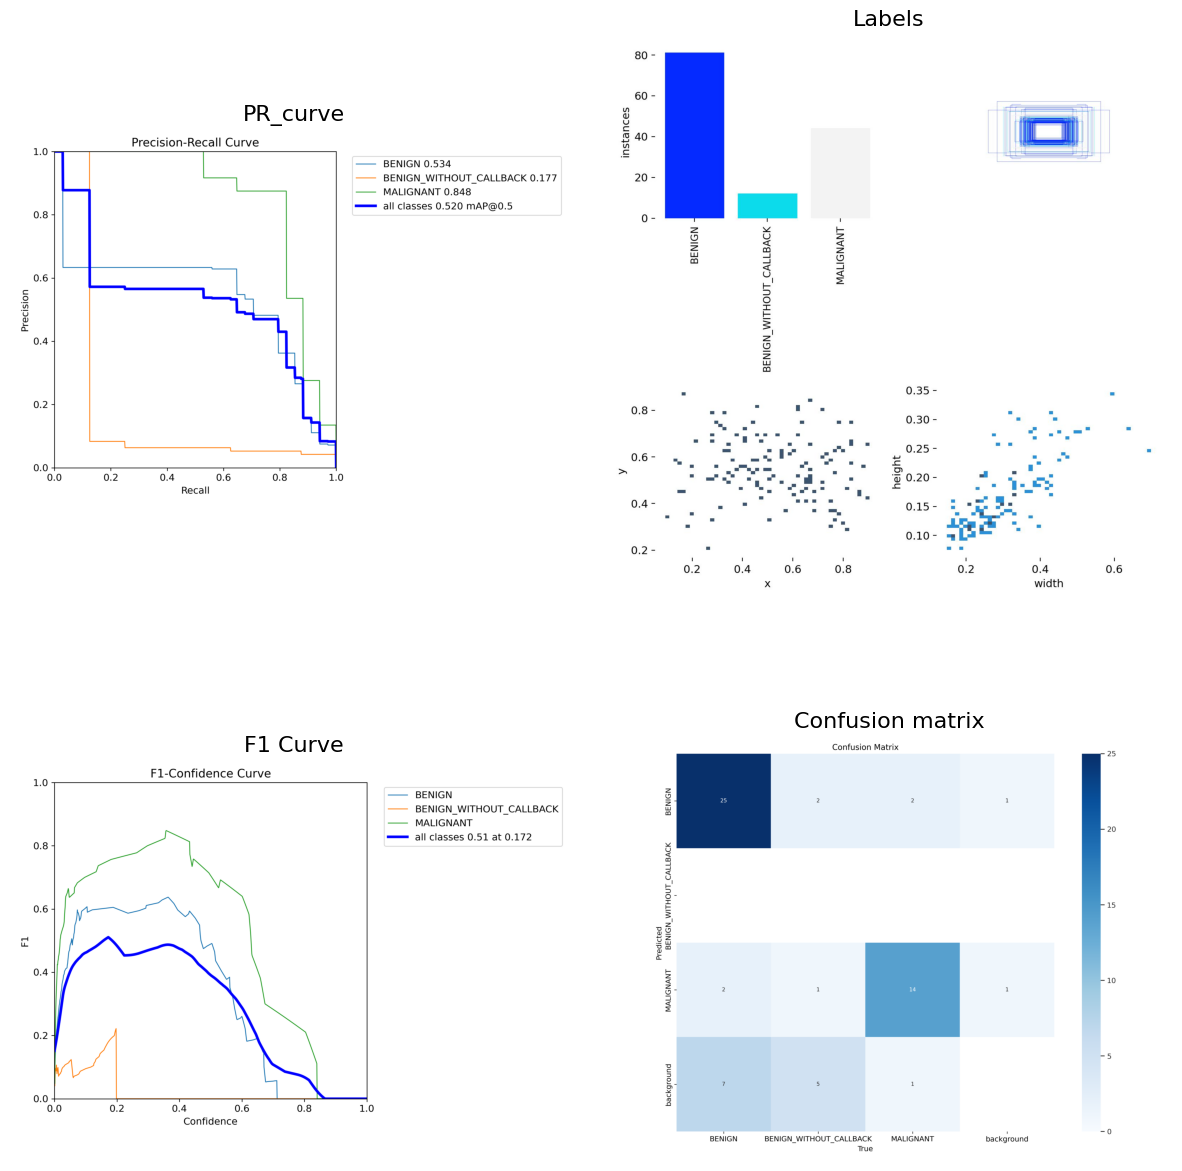 Labels
80
60
40
20
0
instances
BENIGN
BENIGN_WITHOUT_CALLBACK
MALIGNANT
PR_curve
Precision-Recall Curve
1.0
0.8
0.6
0.4
0.2
0.0
Precision
0.0 0.2 0.4 0.6 0.8 1.0
Recall
BENIGN 0.534
BENIGN_WITHOUT_CALLBACK 0.177
MALIGNANT 0.848
all classes 0.520 mAP@0.5
0.8
0.6
0.4
0.2
y
0.2 0.4 0.6 0.8
x
0.35
0.30
0.25
0.20
0.15
0.10
height
0.2 0.4 0.6
width
F1 Curve
F1-Confidence Curve
1.0
0.8
0.6
0.4
0.2
0.0
F1
0.0 0.2 0.4 0.6 0.8 1.0
Confidence
BENIGN
BENIGN_WITHOUT_CALLBACK
MALIGNANT
all classes 0.51 at 0.172
Confusion matrix
Confusion Matrix
Predicted
BENIGN
BENIGN_WITHOUT_CALLBACK
MALIGNANT
background
25 2 2 1
2 1 14 1
7 5 1
BENIGN BENIGN_WITHOUT_CALLBACK MALIGNANT background
True
25
20
15
10
5
0